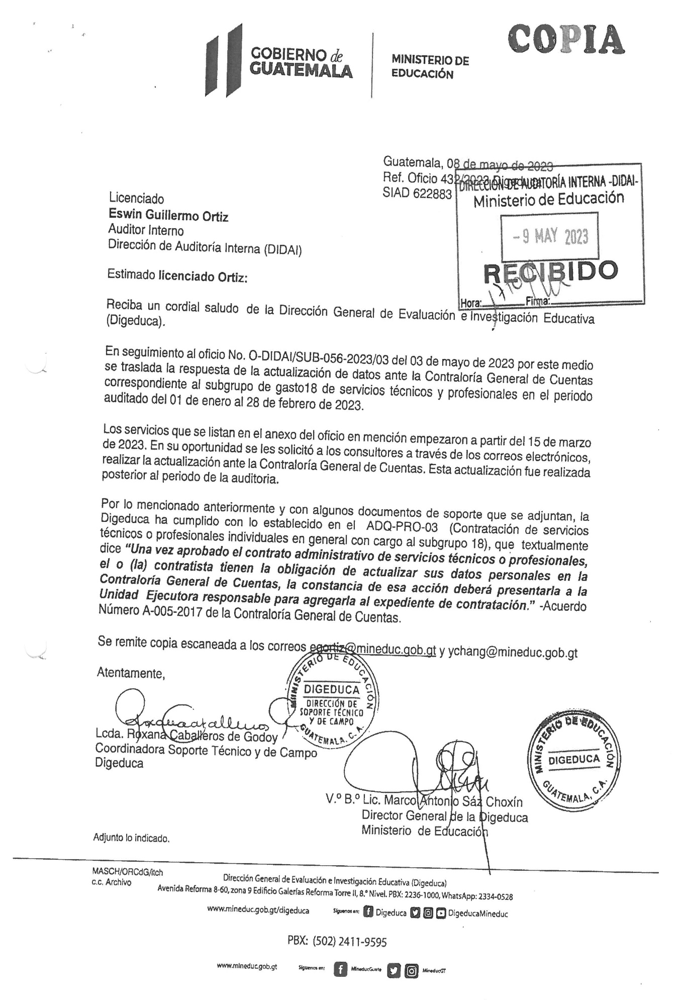 COPIA
GOBIERNO de
GUATEMALA
MINISTERIO DE
EDUCACIÓN
Guatemala, 08 de mayo de 2023
Ref. Oficio 432/2023 Digeduca
SIAD 622883
DIRECCIÓN DE AUDITORÍA INTERNA -DIDAI-
Ministerio de Educación
- 9 MAY 2023
RECIBIDO
Hora: Firma:
Licenciado
Eswin Guillermo Ortiz
Auditor Interno
Dirección de Auditoría Interna (DIDAI)
Estimado licenciado Ortiz:
Reciba un cordial saludo de la Dirección General de Evaluación e Investigación Educativa
(Digeduca).
En seguimiento al oficio No. O-DIDAI/SUB-056-2023/03 del 03 de mayo de 2023 por este medio
se traslada la respuesta de la actualización de datos ante la Contraloría General de Cuentas
correspondiente al subgrupo de gasto18 de servicios técnicos y profesionales en el periodo
auditado del 01 de enero al 28 de febrero de 2023.
Los servicios que se listan en el anexo del oficio en mención empezaron a partir del 15 de marzo
de 2023. En su oportunidad se les solicitó a los consultores a través de los correos electrónicos,
realizar la actualización ante la Contraloría General de Cuentas. Esta actualización fue realizada
posterior al periodo de la auditoria.
Por lo mencionado anteriormente y con algunos documentos de soporte que se adjuntan, la
Digeduca ha cumplido con lo establecido en el ADQ-PRO-03 (Contratación de servicios
técnicos o profesionales individuales en general con cargo al subgrupo 18), que textualmente
dice “Una vez aprobado el contrato administrativo de servicios técnicos o profesionales,
el o (la) contratista tienen la obligación de actualizar sus datos personales en la
Contraloría General de Cuentas, la constancia de esa acción deberá presentarla a la
Unidad Ejecutora responsable para agregarla al expediente de contratación.” -Acuerdo
Número A-005-2017 de la Contraloría General de Cuentas.
Se remite copia escaneada a los correos egortiz@mineduc.gob.gt y ychang@mineduc.gob.gt
Atentamente,
MINISTERIO DE EDUCACIÓN
DIGEDUCA
DIRECCIÓN DE
SOPORTE TÉCNICO
Y DE CAMPO
GUATEMALA, C. A.
Lcda. Roxana Caballeros de Godoy
Coordinadora Soporte Técnico y de Campo
Digeduca
MINISTERIO DE EDUCACIÓN
DIGEDUCA
GUATEMALA, C.A.
V.º B.º Lic. Marco Antonio Sáz Choxín
Director General de la Digeduca
Ministerio de Educación
Adjunto lo indicado.
MASCH/ORCdG/itch
c.c. Archivo
Dirección General de Evaluación e Investigación Educativa (Digeduca)
Avenida Reforma 8-60, zona 9 Edificio Galerías Reforma Torre II, 8.º Nivel. PBX: 2236-1000, WhatsApp: 2334-0528
www.mineduc.gob.gt/digeduca Síguenos en: Digeduca DigeducaMineduc
PBX: (502) 2411-9595
www.mineduc.gob.gt Síguenos en: MineducGuate MineducGT